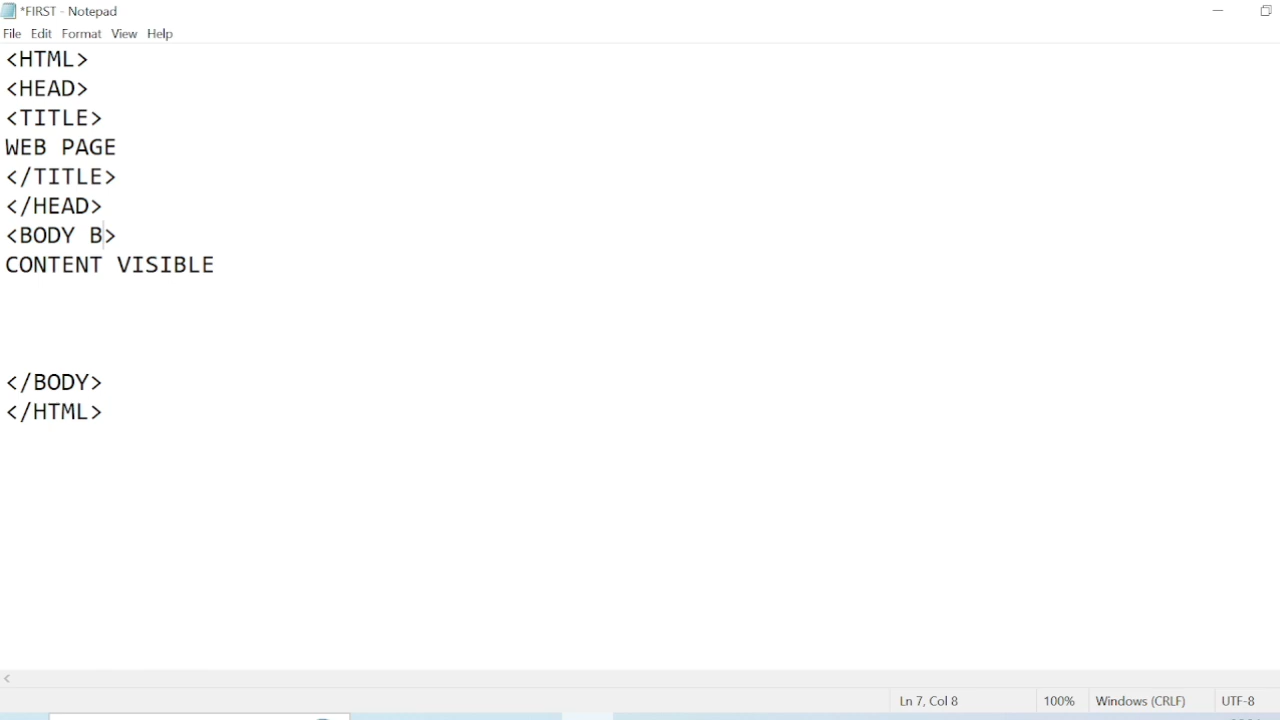 *FIRST - Notepad
File Edit Format View Help
<HTML>
<HEAD>
<TITLE>
WEB PAGE
</TITLE>
</HEAD>
<BODY B>
CONTENT VISIBLE
</BODY>
</HTML>
Ln 7, Col 8 100% Windows (CRLF) UTF-8